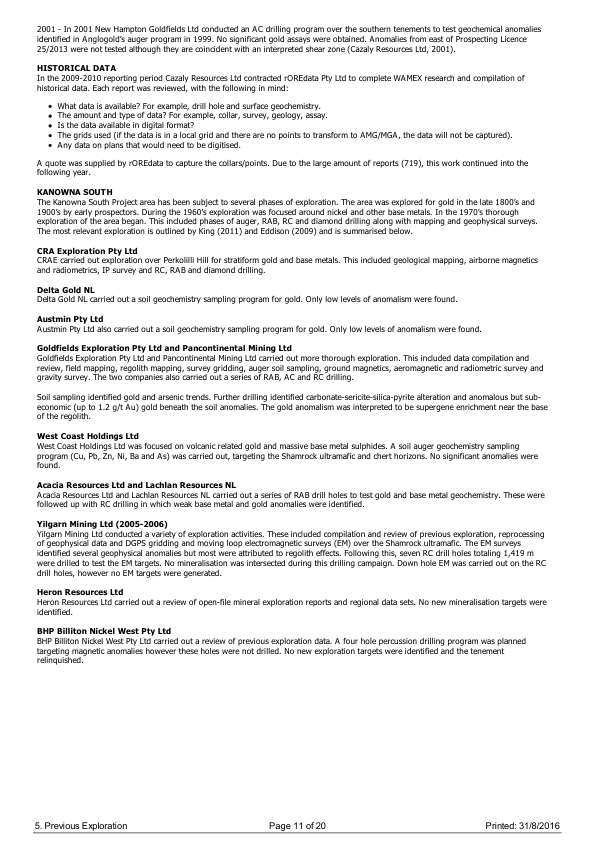 2001 - In 2001 New Hampton Goldfields Ltd conducted an AC drilling program over the southern tenements to test geochemical anomalies
identified in Anglogold's auger program in 1999. No significant gold assays were obtained. Anomalies from east of Prospecting Licence
25/2013 were not tested although they are coincident with an interpreted shear zone (Cazaly Resources Ltd, 2001).
HISTORICAL DATA
In the 2009-2010 reporting period Cazaly Resources Ltd contracted rOREdata Pty Ltd to complete WAMEX research and compilation of
historical data. Each report was reviewed, with the following in mind:
• What data is available? For example, drill hole and surface geochemistry.
• The amount and type of data? For example, collar, survey, geology, assay.
• Is the data available in digital format?
• The grids used (if the data is in a local grid and there are no points to transform to AMG/MGA, the data will not be captured).
• Any data on plans that would need to be digitised.
A quote was supplied by rOREdata to capture the collars/points. Due to the large amount of reports (719), this work continued into the
following year.
KANOWNA SOUTH
The Kanowna South Project area has been subject to several phases of exploration. The area was explored for gold in the late 1800's and
1900's by early prospectors. During the 1960's exploration was focused around nickel and other base metals. In the 1970's thorough
exploration of the area began. This included phases of auger, RAB, RC and diamond drilling along with mapping and geophysical surveys.
The most relevant exploration is outlined by King (2011) and Eddison (2009) and is summarised below.
CRA Exploration Pty Ltd
CRAE carried out exploration over Perkolilli Hill for stratiform gold and base metals. This included geological mapping, airborne magnetics
and radiometrics, IP survey and RC, RAB and diamond drilling.
Delta Gold NL
Delta Gold NL carried out a soil geochemistry sampling program for gold. Only low levels of anomalism were found.
Austmin Pty Ltd
Austmin Pty Ltd also carried out a soil geochemistry sampling program for gold. Only low levels of anomalism were found.
Goldfields Exploration Pty Ltd and Pancontinental Mining Ltd
Goldfields Exploration Pty Ltd and Pancontinental Mining Ltd carried out more thorough exploration. This included data compilation and
review, field mapping, regolith mapping, survey gridding, auger soil sampling, ground magnetics, aeromagnetic and radiometric survey and
gravity survey. The two companies also carried out a series of RAB, AC and RC drilling.
Soil sampling identified gold and arsenic trends. Further drilling identified carbonate-sericite-silica-pyrite alteration and anomalous but sub-
economic (up to 1.2 g/t Au) gold beneath the soil anomalies. The gold anomalism was interpreted to be supergene enrichment near the base
of the regolith.
West Coast Holdings Ltd
West Coast Holdings Ltd was focused on volcanic related gold and massive base metal sulphides. A soil auger geochemistry sampling
program (Cu, Pb, Zn, Ni, Ba and As) was carried out, targeting the Shamrock ultramafic and chert horizons. No significant anomalies were
found.
Acacia Resources Ltd and Lachlan Resources NL
Acacia Resources Ltd and Lachlan Resources NL carried out a series of RAB drill holes to test gold and base metal geochemistry. These were
followed up with RC drilling in which weak base metal and gold anomalies were identified.
Yilgarn Mining Ltd (2005-2006)
Yilgarn Mining Ltd conducted a variety of exploration activities. These included compilation and review of previous exploration, reprocessing
of geophysical data and DGPS gridding and moving loop electromagnetic surveys (EM) over the Shamrock ultramafic. The EM surveys
identified several geophysical anomalies but most were attributed to regolith effects. Following this, seven RC drill holes totaling 1,419 m
were drilled to test the EM targets. No mineralisation was intersected during this drilling campaign. Down hole EM was carried out on the RC
drill holes, however no EM targets were generated.
Heron Resources Ltd
Heron Resources Ltd carried out a review of open-file mineral exploration reports and regional data sets. No new mineralisation targets were
identified.
BHP Billiton Nickel West Pty Ltd
BHP Billiton Nickel West Pty Ltd carried out a review of previous exploration data. A four hole percussion drilling program was planned
targeting magnetic anomalies however these holes were not drilled. No new exploration targets were identified and the tenement
relinquished.
5. Previous Exploration Page 11 of 20 Printed: 31/8/2016